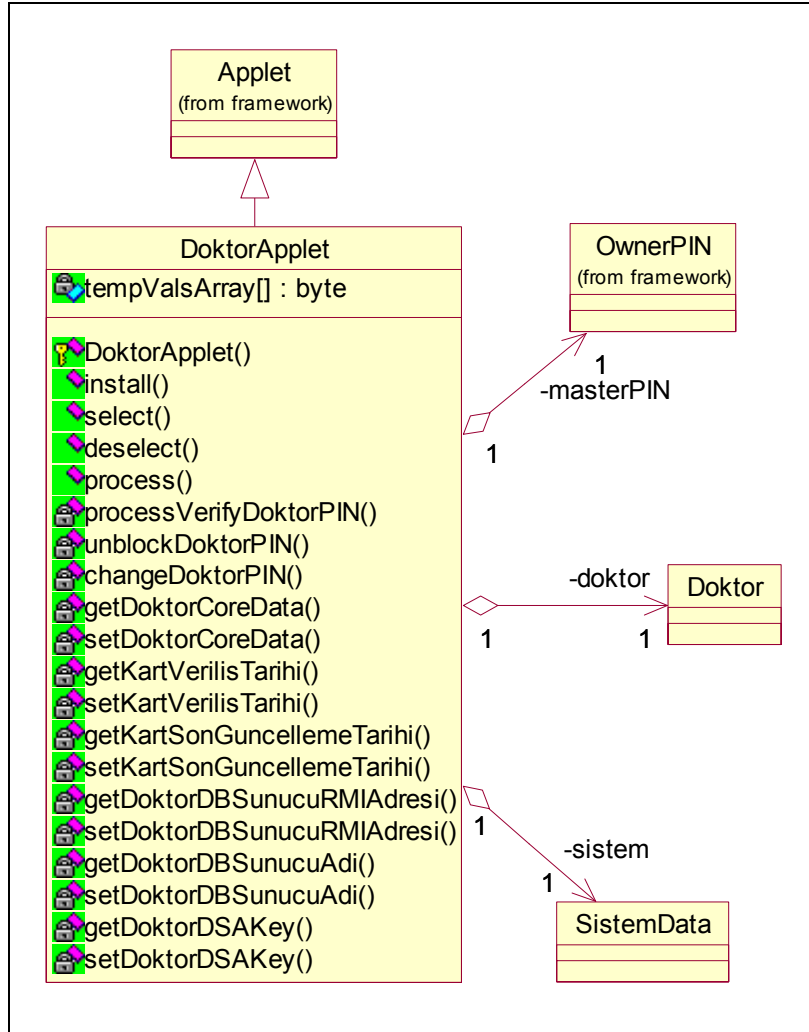 Applet
(from framework)
DoktorApplet
tempValsArray[] : byte
DoktorApplet()
install()
select()
deselect()
process()
processVerifyDoktorPIN()
unblockDoktorPIN()
changeDoktorPIN()
getDoktorCoreData()
setDoktorCoreData()
getKartVerilisTarihi()
setKartVerilisTarihi()
getKartSonGuncellemeTarihi()
setKartSonGuncellemeTarihi()
getDoktorDBSunucuRMIAdresi()
setDoktorDBSunucuRMIAdresi()
getDoktorDBSunucuAdi()
setDoktorDBSunucuAdi()
getDoktorDSAKey()
setDoktorDSAKey()
OwnerPIN
(from framework)
1
-masterPIN
1
-doktor
Doktor
1
1
1
-sistem
1
SistemData